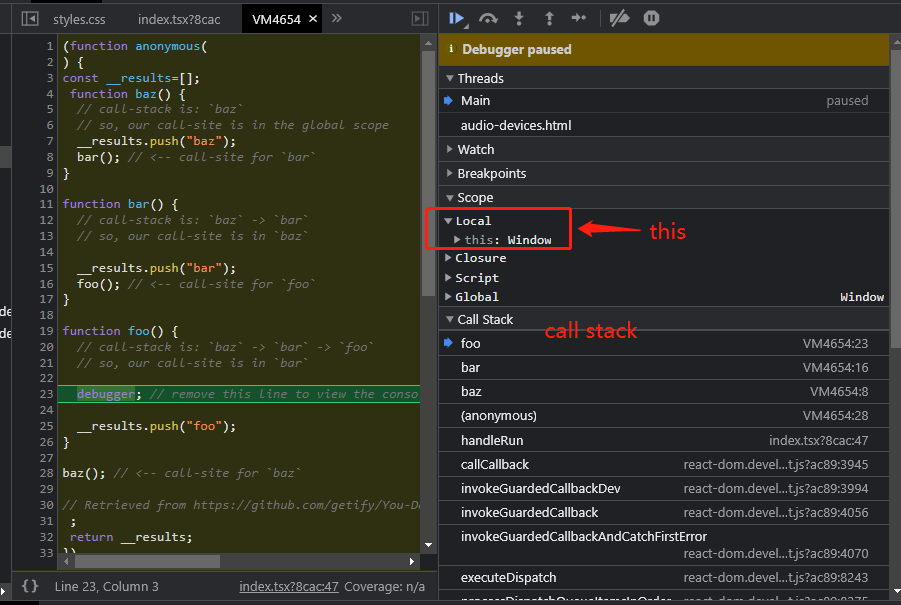 styles.css index.tsx?8cac VM4654 × »
1 (function anonymous(
2 ) {
3 const __results=[];
4 function baz() {
5 // call-stack is: `baz`
6 // so, our call-site is in the global scope
7 __results.push("baz");
8 bar(); // <-- call-site for `bar`
9 }
10
11 function bar() {
12 // call-stack is: `baz` -> `bar`
13 // so, our call-site is in `baz`
14
15 __results.push("bar");
16 foo(); // <-- call-site for `foo`
17 }
18
19 function foo() {
20 // call-stack is: `baz` -> `bar` -> `foo`
21 // so, our call-site is in `bar`
22
23 debugger; // remove this line to view the conso
24
25 __results.push("foo");
26 }
27
28 baz(); // <-- call-site for `baz`
29
30 // Retrieved from https://github.com/getify/You-Do
31 ;
32 return __results;
33 })
{} Line 23, Column 3 index.tsx?8cac:47 Coverage: n/a
de
de
Debugger paused
Threads
Main paused
audio-devices.html
Watch
Breakpoints
Scope
Local
this: Window
this
Closure
Script
Global Window
Call Stack
call stack
foo VM4654:23
bar VM4654:16
baz VM4654:8
(anonymous) VM4654:28
handleRun index.tsx?8cac:47
callCallback react-dom.devel…t.js?ac89:3945
invokeGuardedCallbackDev react-dom.devel…t.js?ac89:3994
invokeGuardedCallback react-dom.devel…t.js?ac89:4056
invokeGuardedCallbackAndCatchFirstError
react-dom.devel…t.js?ac89:4070
executeDispatch react-dom.devel…t.js?ac89:8243